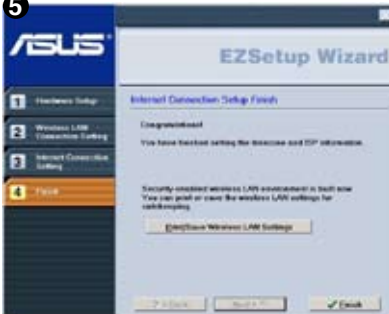 5
ASUS
EZSetup Wizard
1 Hardware Setup
2 Wireless LAN
Connection Setting
3 Internet Connection
Setting
4 Finish
Internet Connection Setup Finish
Congratulations!
You have finished setting the timezone and ISP information.
Security-enabled wireless LAN environment is built now
You can print or save the wireless LAN settings for
safekeeping.
Print/Save Wireless LAN Settings
< Back
Next >
Finish